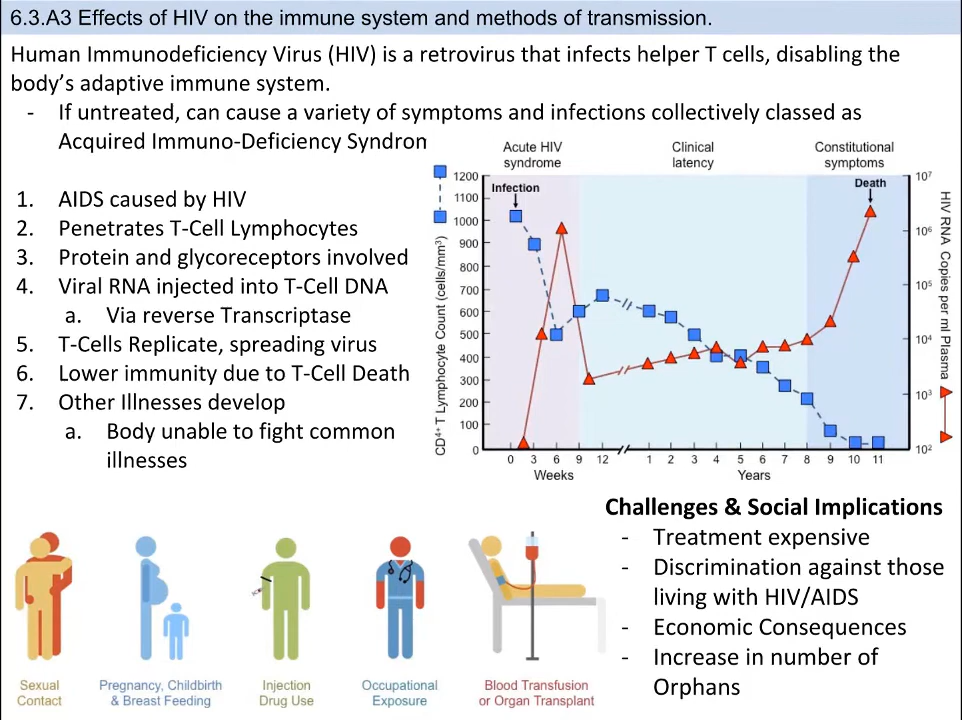 6.3.A3 Effects of HIV on the immune system and methods of transmission.
Human Immunodeficiency Virus (HIV) is a retrovirus that infects helper T cells, disabling the
body’s adaptive immune system.
- If untreated, can cause a variety of symptoms and infections collectively classed as
Acquired Immuno-Deficiency Syndrom
1. AIDS caused by HIV
2. Penetrates T-Cell Lymphocytes
3. Protein and glycoreceptors involved
4. Viral RNA injected into T-Cell DNA
a. Via reverse Transcriptase
5. T-Cells Replicate, spreading virus
6. Lower immunity due to T-Cell Death
7. Other Illnesses develop
a. Body unable to fight common
illnesses
Acute HIV
syndrome
Clinical
latency
Constitutional
symptoms
Infection
Death
CD⁴⁺ T Lymphocyte Count (cells/mm³)
1200
1100
1000
900
800
700
600
500
400
300
200
100
0
HIV RNA Copies per ml Plasma
10⁷
10⁶
10⁵
10⁴
10³
10²
0 3 6 9 12 1 2 3 4 5 6 7 8 9 10 11
Weeks Years
Challenges & Social Implications
- Treatment expensive
- Discrimination against those
living with HIV/AIDS
- Economic Consequences
- Increase in number of
Orphans
Sexual
Contact
Pregnancy, Childbirth
& Breast Feeding
Injection
Drug Use
Occupational
Exposure
Blood Transfusion
or Organ Transplant